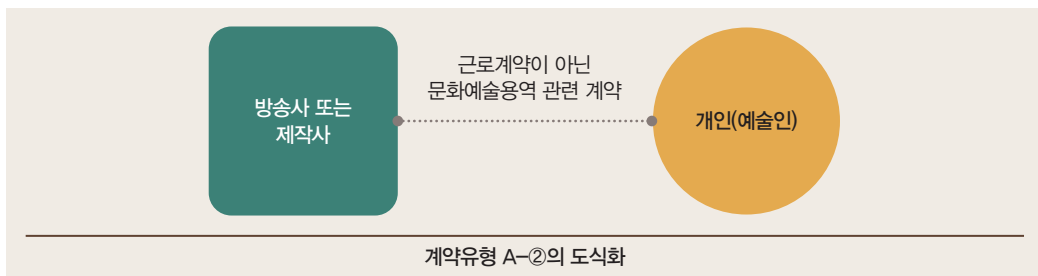 방송사 또는
제작사
근로계약이 아닌
문화예술용역 관련 계약
개인(예술인)
계약유형 A-②의 도식화